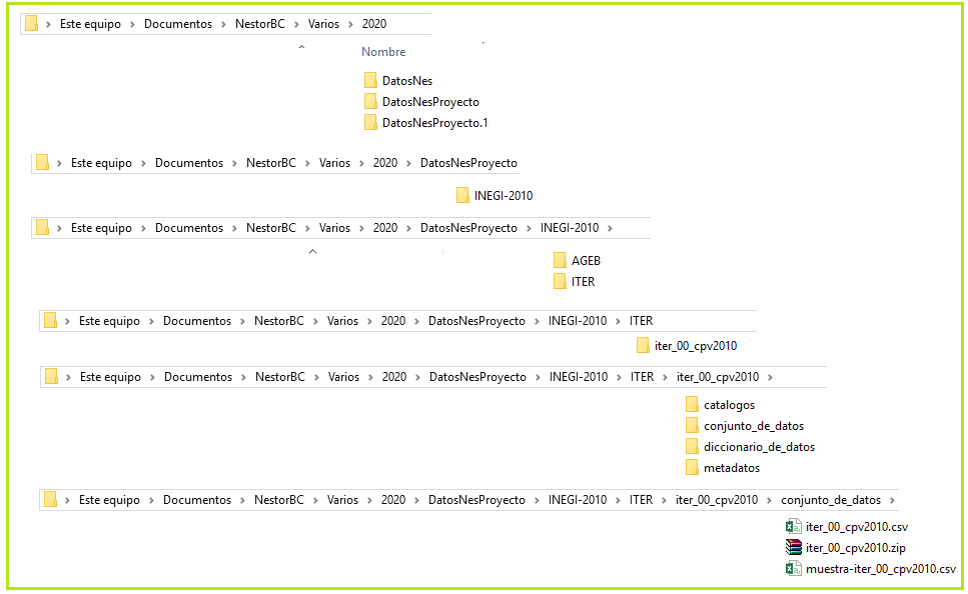 Este equipo > Documentos > NestorBC > Varios > 2020
Nombre
DatosNes
DatosNesProyecto
DatosNesProyecto.1
Este equipo > Documentos > NestorBC > Varios > 2020 > DatosNesProyecto
INEGI-2010
Este equipo > Documentos > NestorBC > Varios > 2020 > DatosNesProyecto > INEGI-2010 >
AGEB
ITER
Este equipo > Documentos > NestorBC > Varios > 2020 > DatosNesProyecto > INEGI-2010 > ITER
iter_00_cpv2010
Este equipo > Documentos > NestorBC > Varios > 2020 > DatosNesProyecto > INEGI-2010 > ITER > iter_00_cpv2010 >
catalogos
conjunto_de_datos
diccionario_de_datos
metadatos
Este equipo > Documentos > NestorBC > Varios > 2020 > DatosNesProyecto > INEGI-2010 > ITER > iter_00_cpv2010 > conjunto_de_datos >
iter_00_cpv2010.csv
iter_00_cpv2010.zip
muestra-iter_00_cpv2010.csv